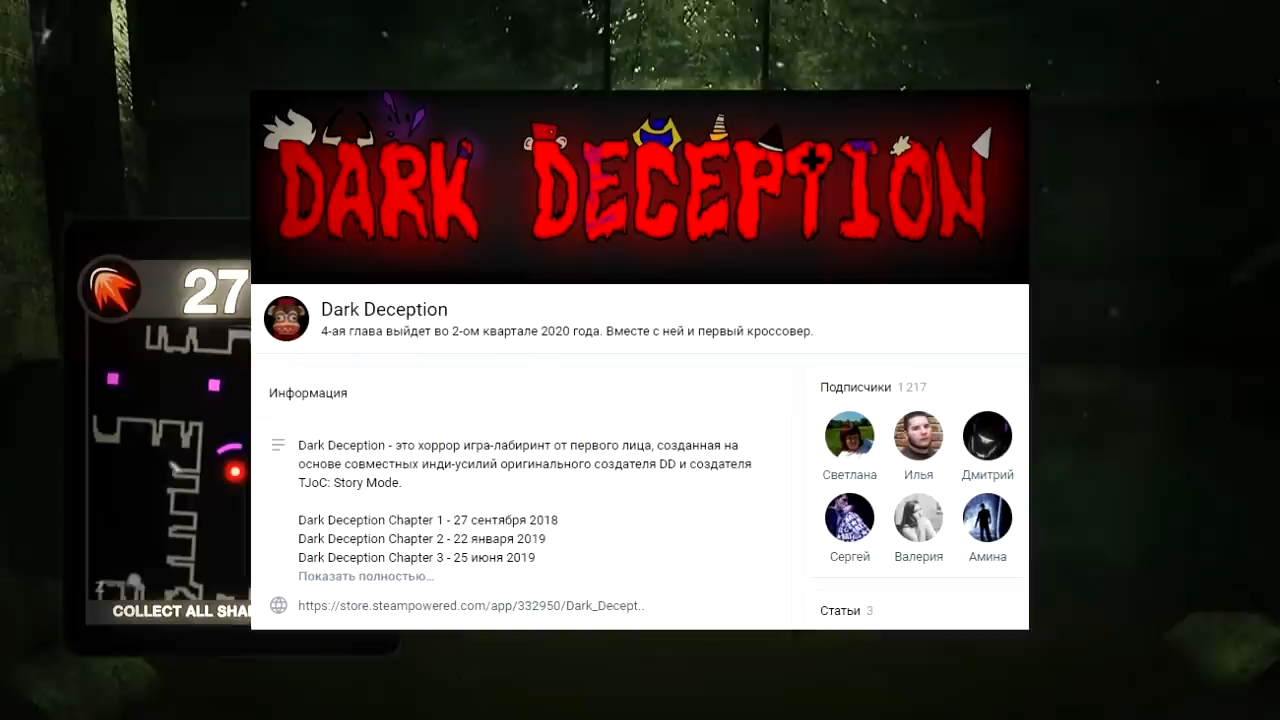 DARK DECEPTION
27
Dark Deception
4-ая глава выйдет во 2-ом квартале 2020 года. Вместе с ней и первый кроссовер.
Информация
Dark Deception - это хоррор игра-лабиринт от первого лица, созданная на
основе совместных инди-усилий оригинального создателя DD и создателя
TJoC: Story Mode.
Dark Deception Chapter 1 - 27 сентября 2018
Dark Deception Chapter 2 - 22 января 2019
Dark Deception Chapter 3 - 25 июня 2019
Показать полностью…
https://store.steampowered.com/app/332950/Dark_Decept..
Подписчики 1 217
Светлана Илья Дмитрий
Сергей Валерия Амина
Статьи 3
COLLECT ALL SHA